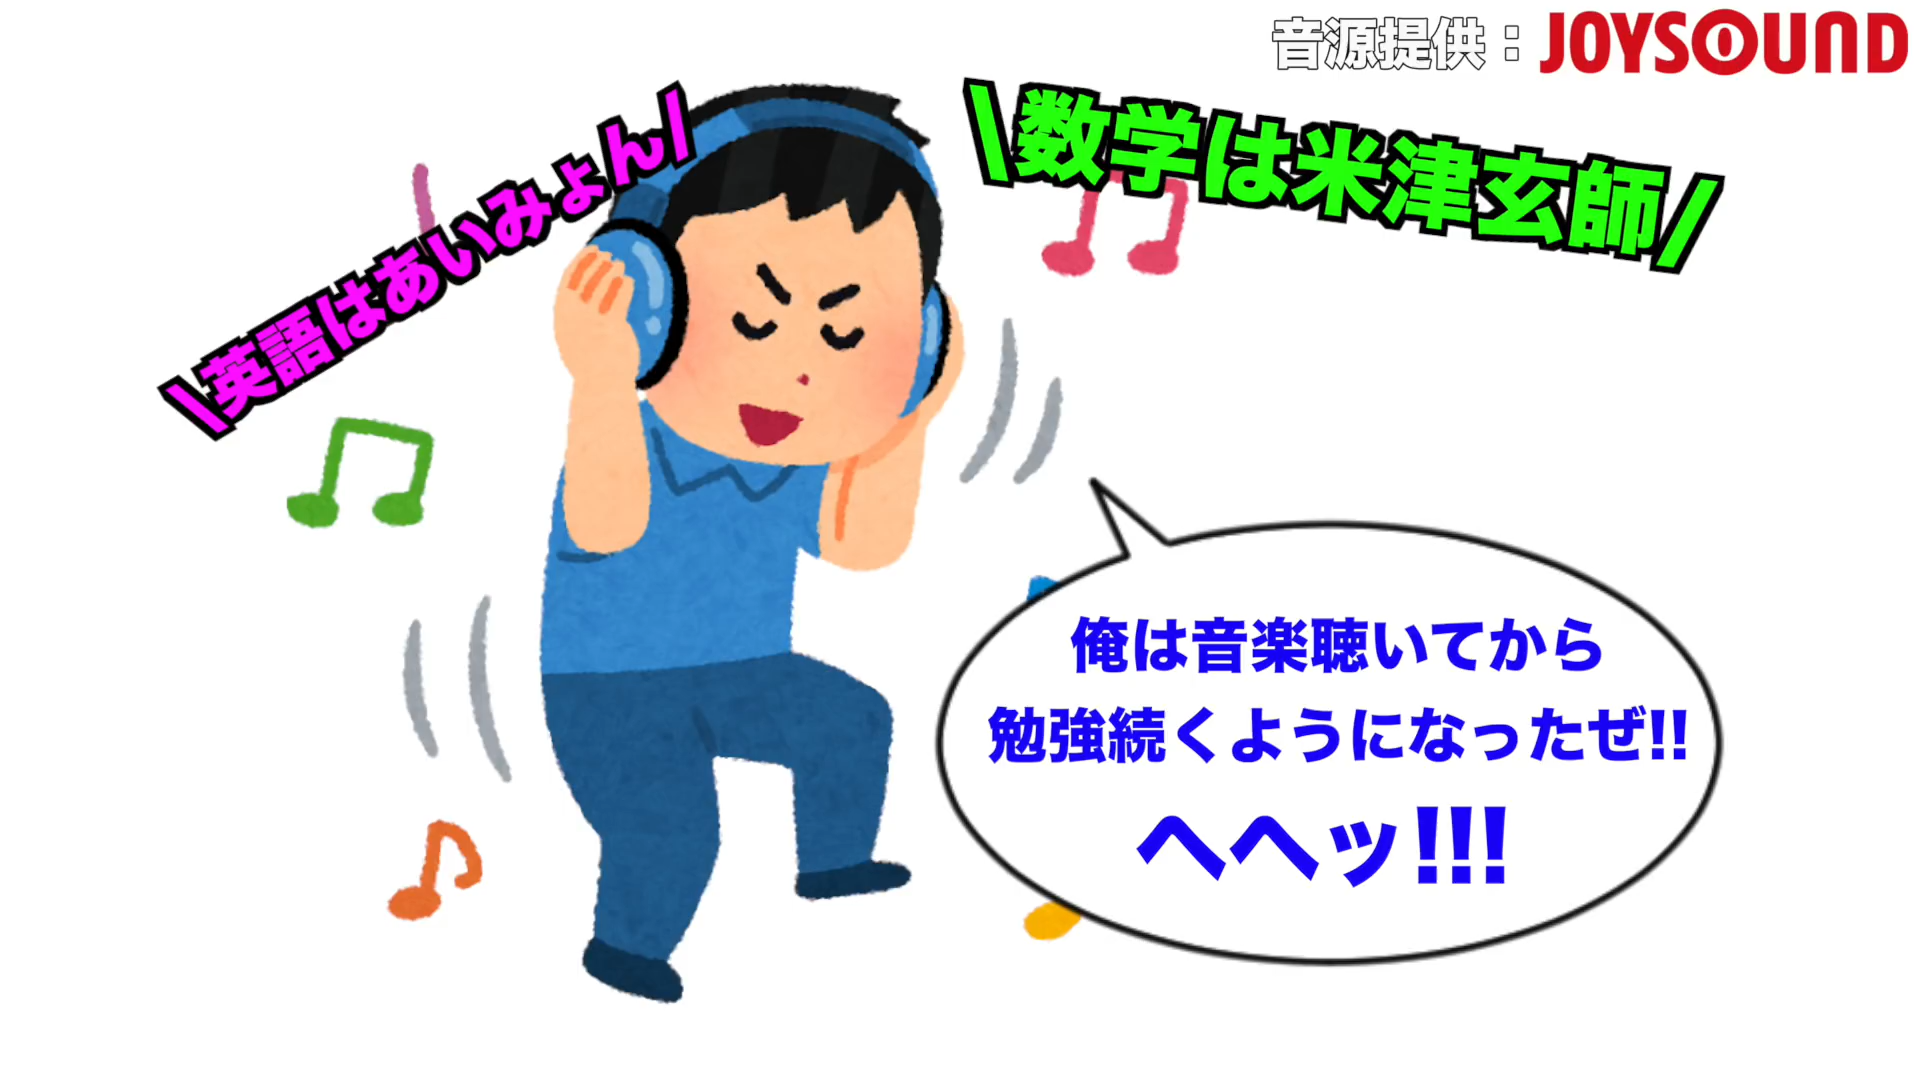 音源提供：JOYSOUND
\英語はあいみょん/
\数学は米津玄師/
俺は音楽聴いてから
勉強続くようになったぜ!!
へヘッ!!!